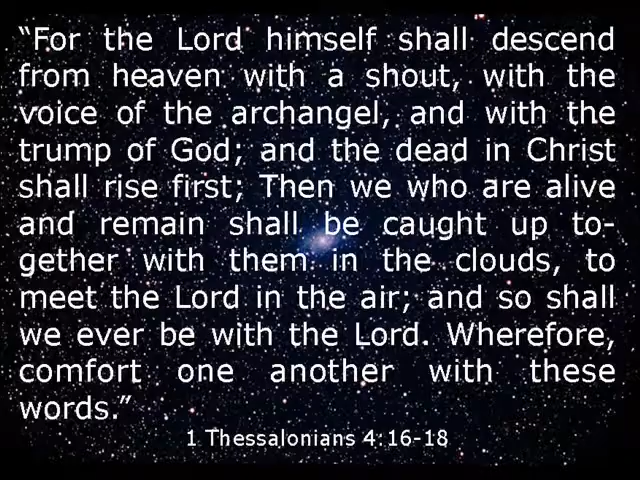 “For the Lord himself shall descend
from heaven with a shout, with the
voice of the archangel, and with the
trump of God; and the dead in Christ
shall rise first; Then we who are alive
and remain shall be caught up to-
gether with them in the clouds, to
meet the Lord in the air; and so shall
we ever be with the Lord. Wherefore,
comfort one another with these
words.”
1 Thessalonians 4:16-18